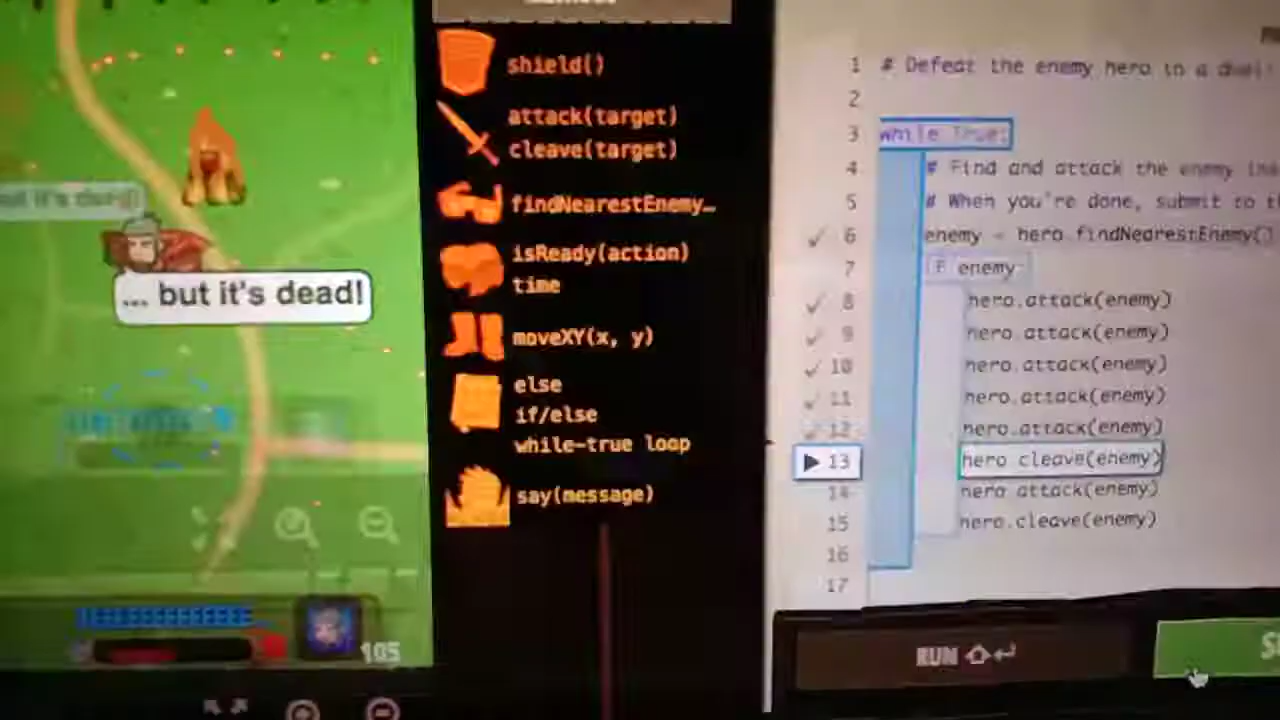 ... but it's dead!
105
shield()
attack(target)
cleave(target)
findNearestEnemy…
isReady(action)
time
moveXY(x, y)
else
if/else
while-true loop
say(message)
1 # Defeat the enemy hero in a duel
2
3 while True:
4 # Find and attack the enemy
5 # When you're done, submit to
6 enemy = hero.findNearestEnemy()
7 if enemy:
8 hero.attack(enemy)
9 hero.attack(enemy)
10 hero.attack(enemy)
11 hero.attack(enemy)
12 hero.attack(enemy)
13 hero cleave(enemy)
14 hero attack(enemy)
15 hero.cleave(enemy)
16
17
RUN